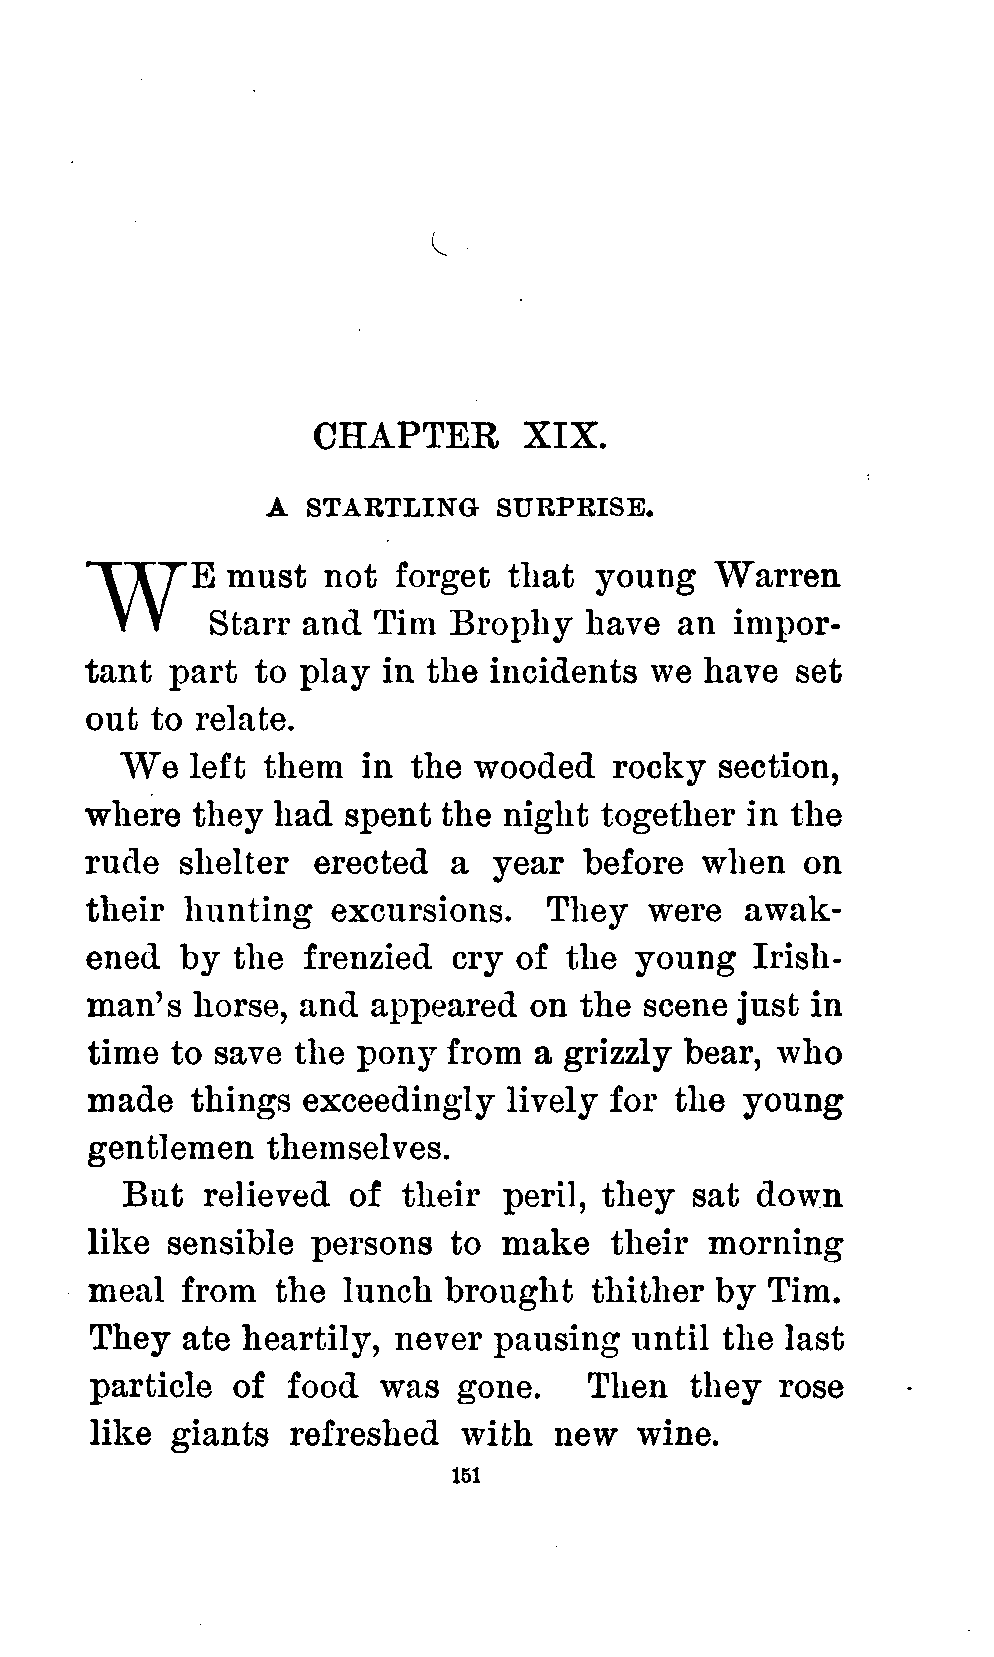 CHAPTER XIX.
A STARTLING SURPRISE.
WE must not forget that young Warren
Starr and Tim Brophy have an impor-
tant part to play in the incidents we have set
out to relate.
We left them in the wooded rocky section,
where they had spent the night together in the
rude shelter erected a year before when on
their hunting excursions. They were awak-
ened by the frenzied cry of the young Irish-
man's horse, and appeared on the scene just in
time to save the pony from a grizzly bear, who
made things exceedingly lively for the young
gentlemen themselves.
But relieved of their peril, they sat down
like sensible persons to make their morning
meal from the lunch brought thither by Tim.
They ate heartily, never pausing until the last
particle of food was gone. Then they rose
like giants refreshed with new wine.
151